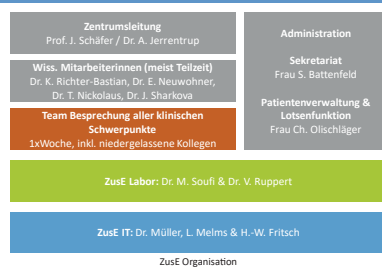 Zentrumsleitung
Prof. J. Schäfer / Dr. A. Jerrentrup
Wiss. Mitarbeiterinnen (meist Teilzeit)
Dr. K. Richter-Bastian, Dr. E. Neuwohner,
Dr. T. Nickolaus, Dr. J. Sharkova
Team Besprechung aller klinischen
Schwerpunkte
1xWoche, inkl. niedergelassene Kollegen
Administration
Sekretariat
Frau S. Battenfeld
Patientenverwaltung &
Lotsenfunktion
Frau Ch. Olischläger
ZusE Labor: Dr. M. Soufi & Dr. V. Ruppert
ZusE IT: Dr. Müller, L. Melms & H.-W. Fritsch
ZusE Organisation